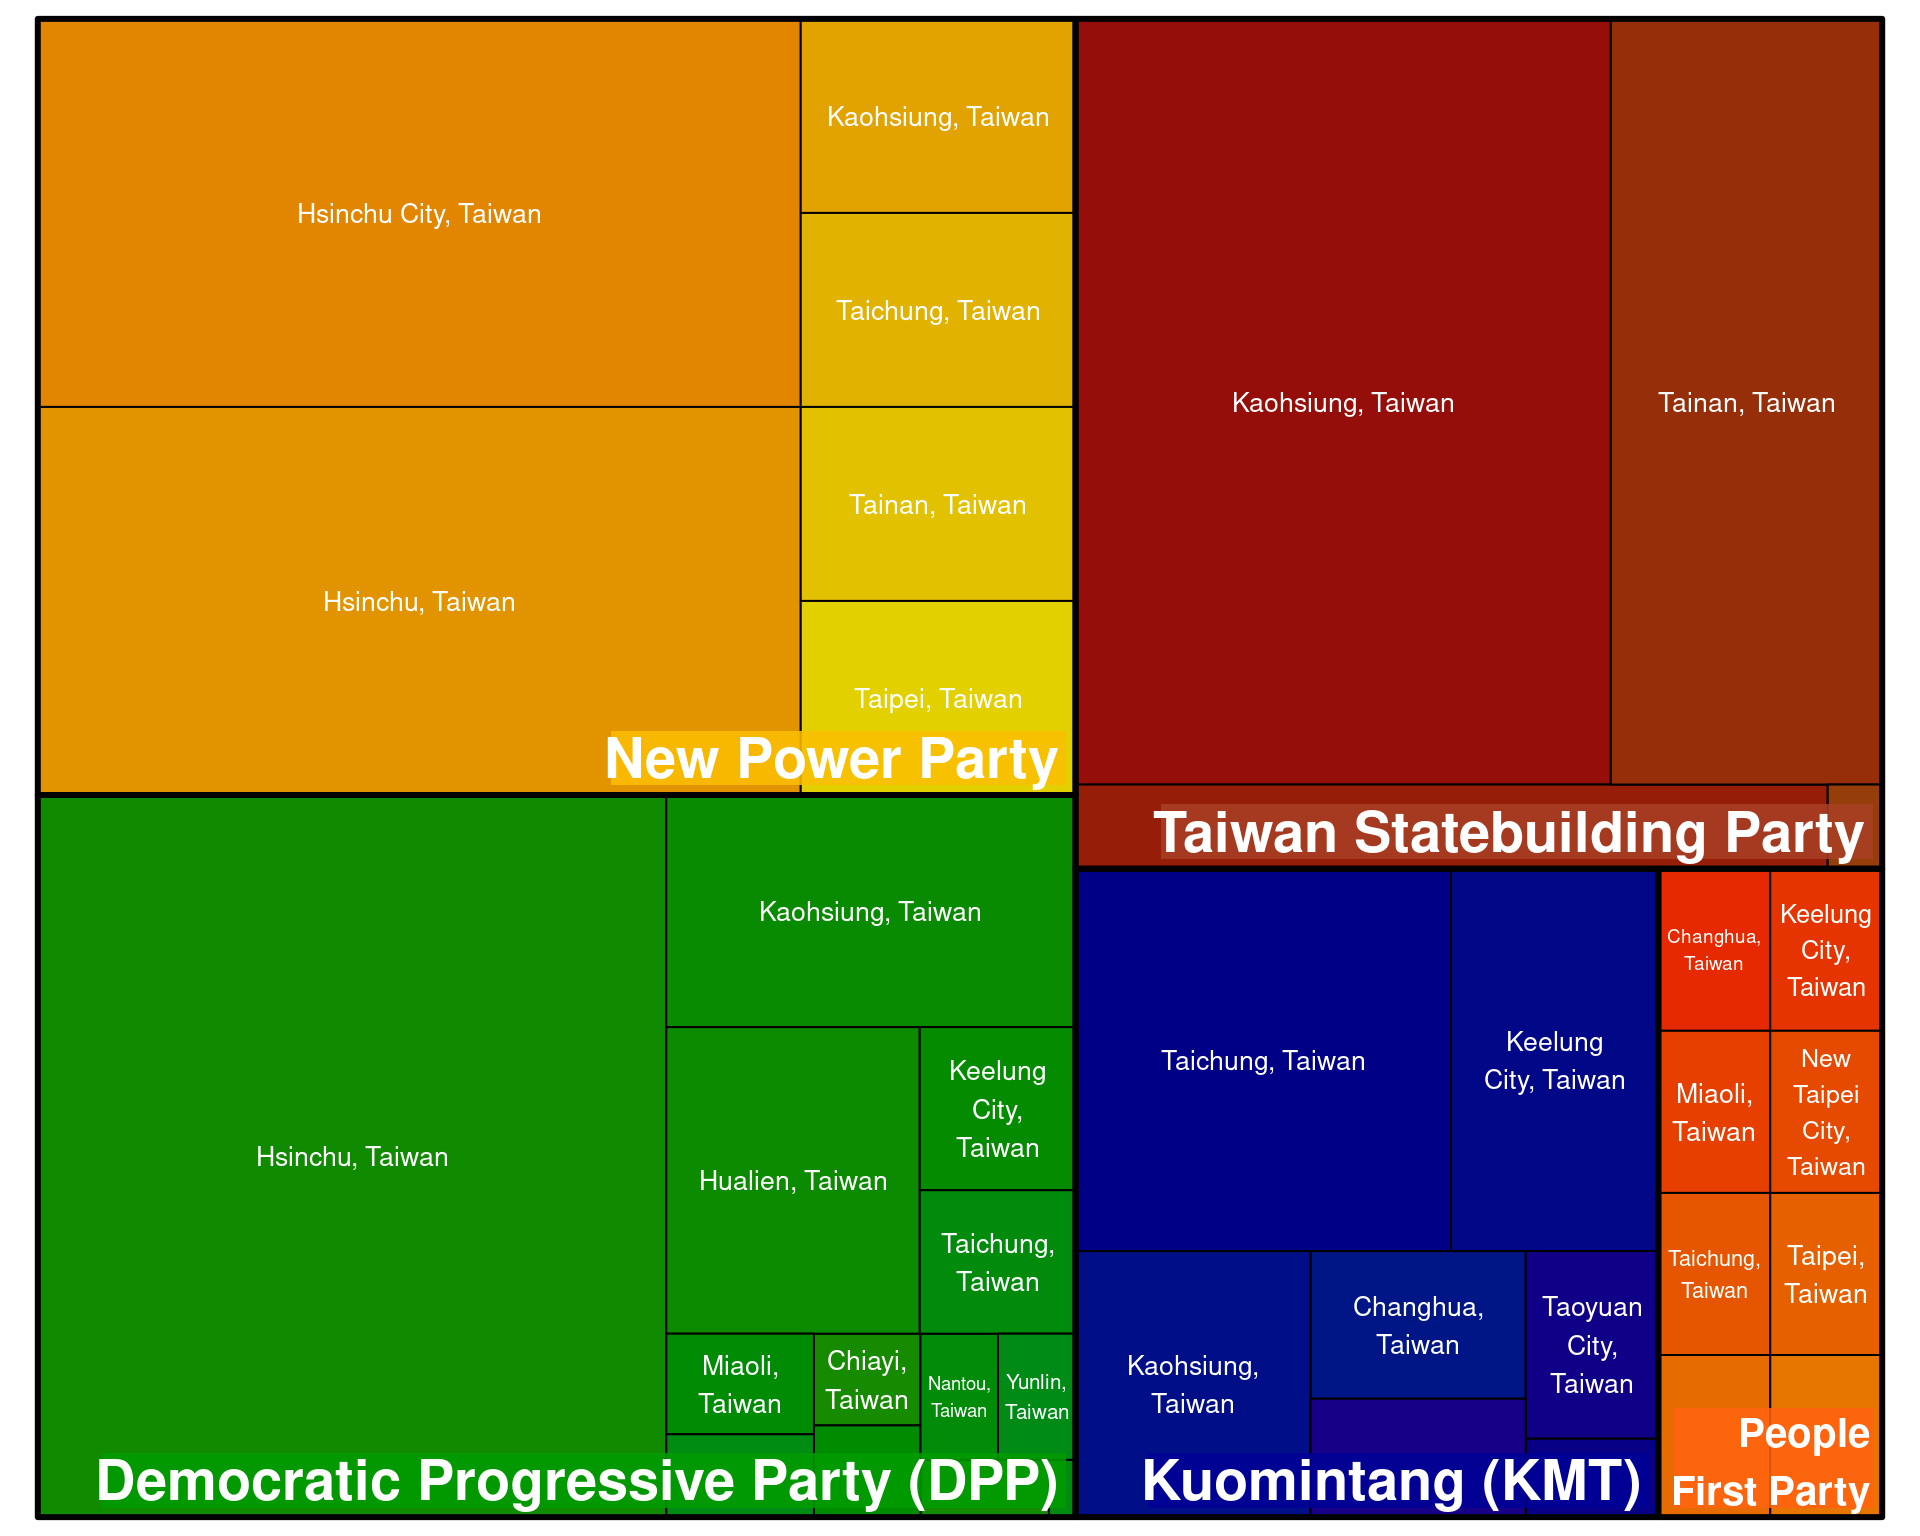 Hsinchu City, Taiwan
Kaohsiung, Taiwan
Taichung, Taiwan
Hsinchu, Taiwan
Tainan, Taiwan
Taipei, Taiwan
New Power Party
Kaohsiung, Taiwan
Tainan, Taiwan
Taiwan Statebuilding Party
Hsinchu, Taiwan
Kaohsiung, Taiwan
Hualien, Taiwan
Keelung
City,
Taiwan
Taichung,
Taiwan
Miaoli,
Taiwan
Chiayi,
Taiwan
Nantou,
Taiwan
Yunlin,
Taiwan
Democratic Progressive Party (DPP)
Taichung, Taiwan
Keelung
City, Taiwan
Kaohsiung,
Taiwan
Changhua,
Taiwan
Taoyuan
City,
Taiwan
Kuomintang (KMT)
Changhua,
Taiwan
Keelung
City,
Taiwan
Miaoli,
Taiwan
New
Taipei
City,
Taiwan
Taichung,
Taiwan
Taipei,
Taiwan
People
First Party